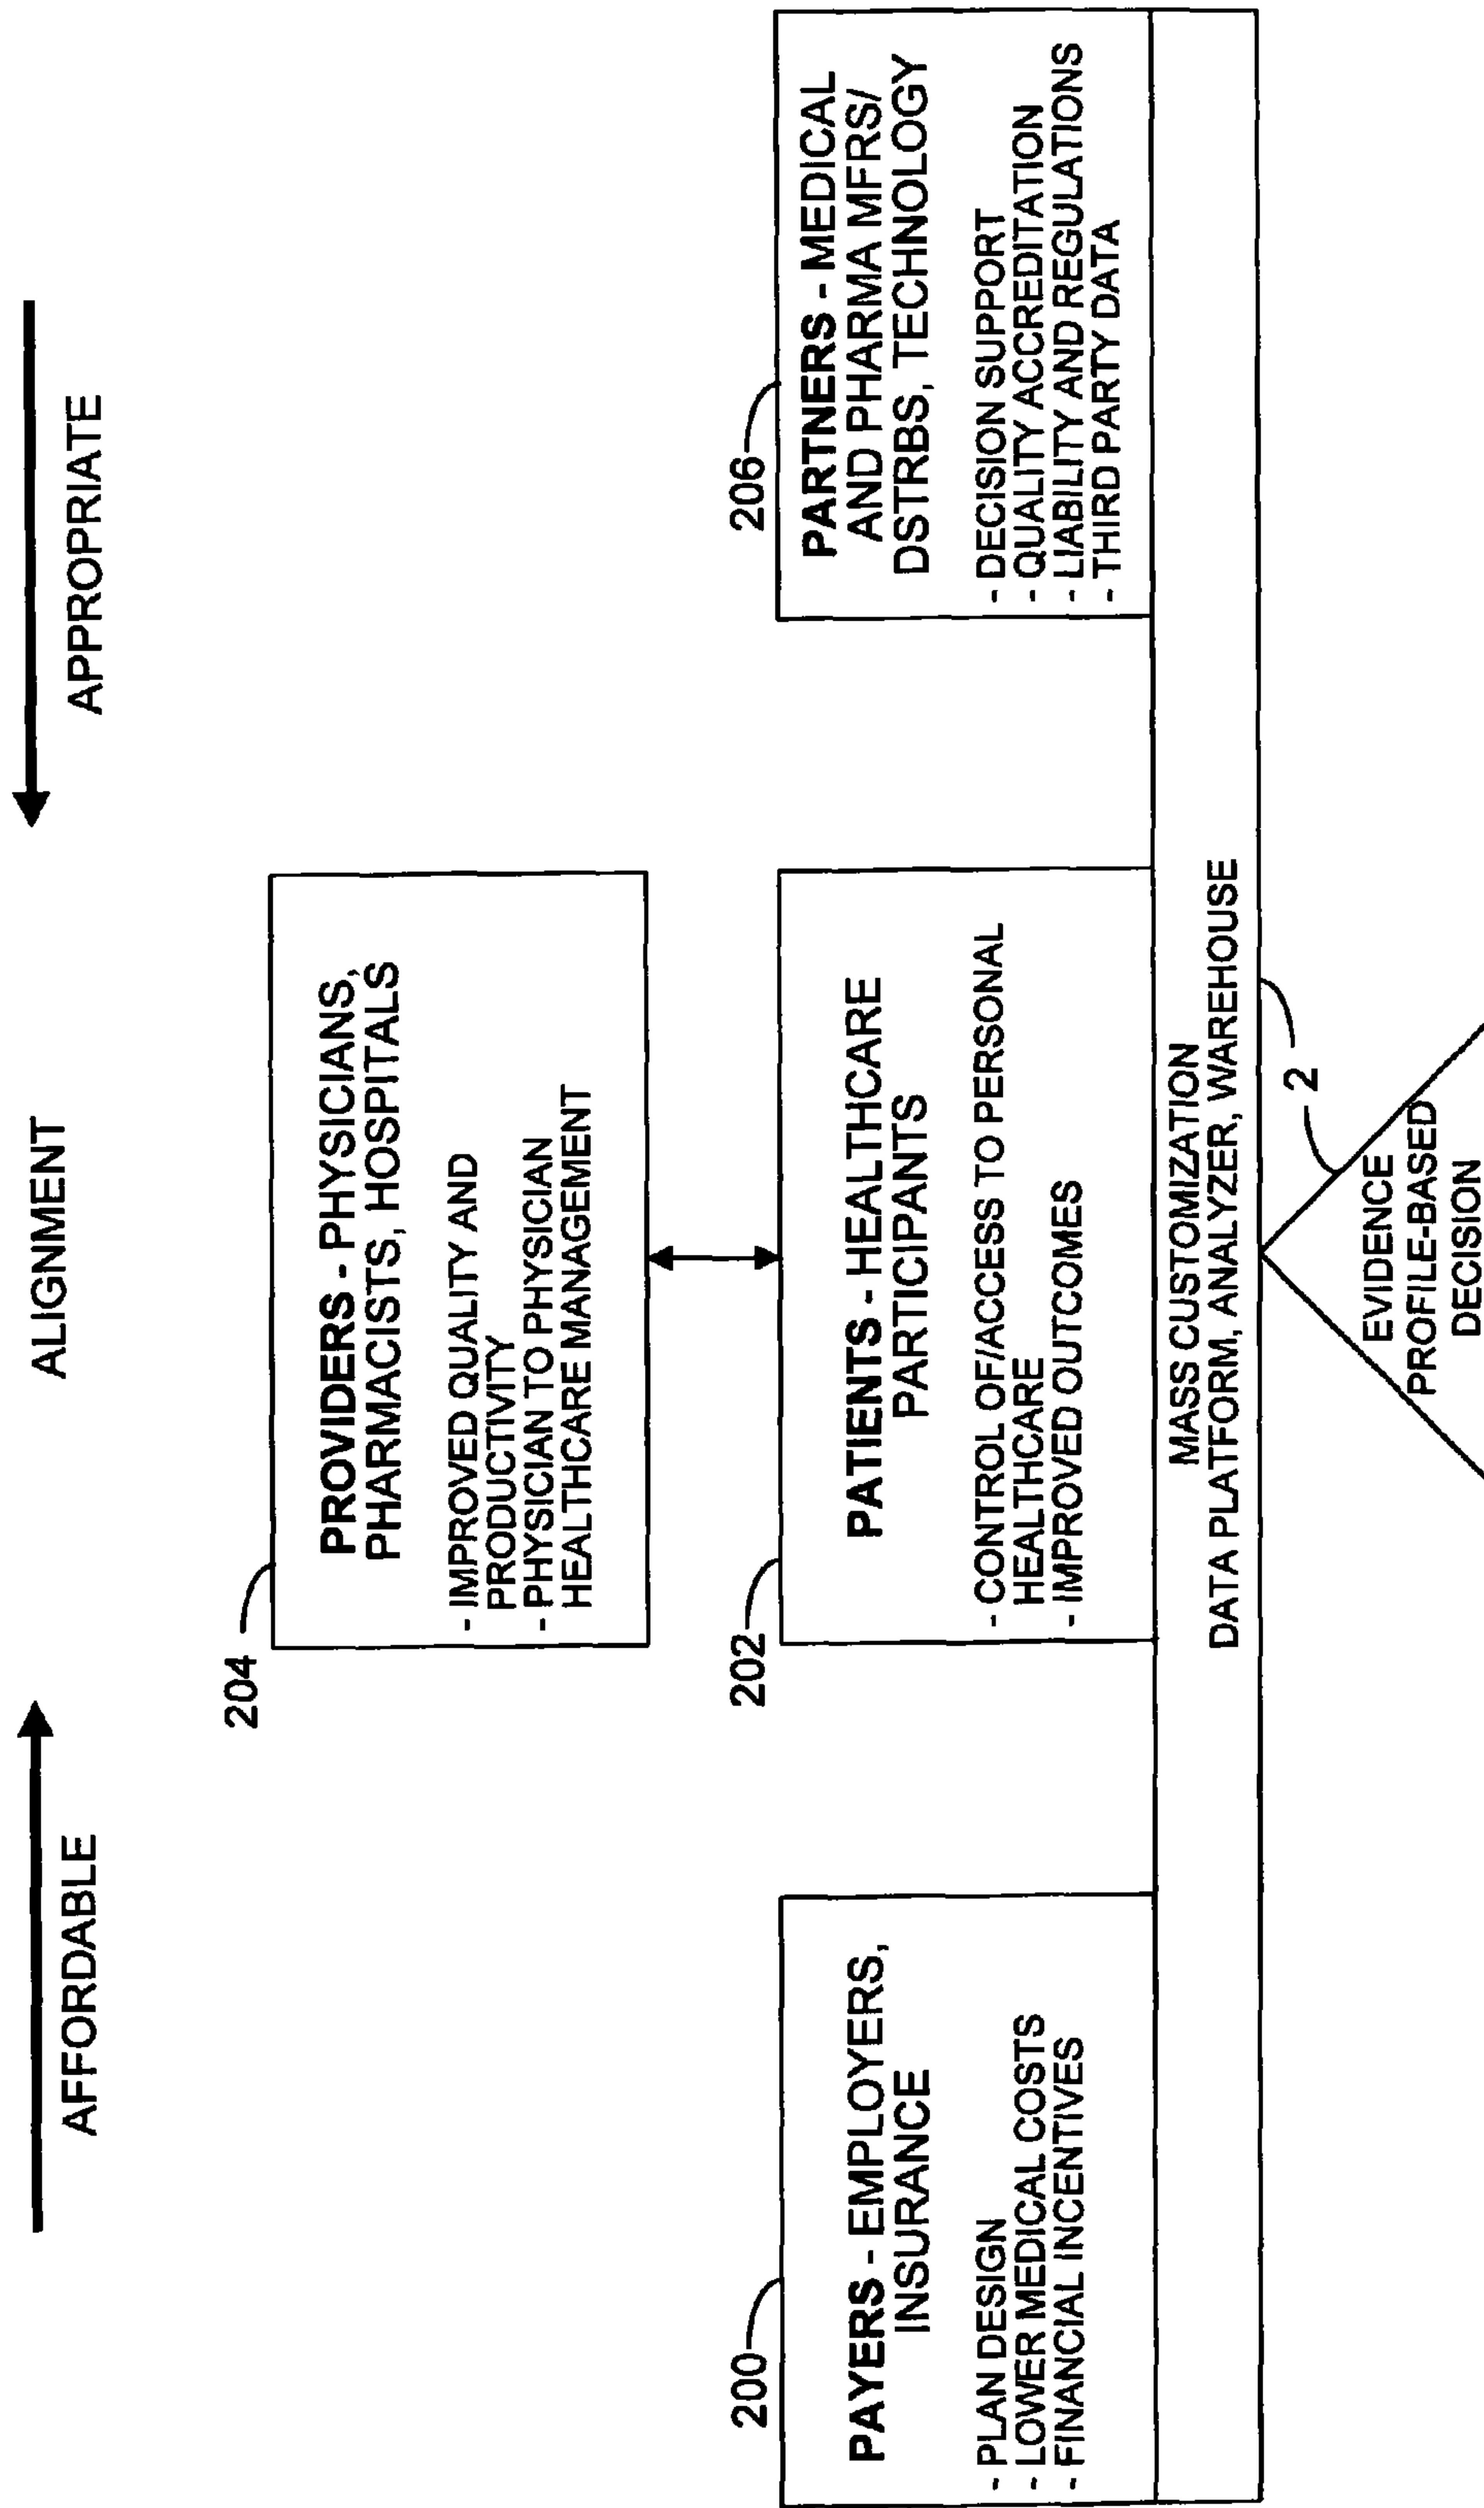 AFFORDABLE
ALIGNMENT
APPROPRIATE
204
PROVIDERS - PHYSICIANS,
PHARMACISTS, HOSPITALS
- IMPROVED QUALITY AND
PRODUCTIVITY
- PHYSICIAN TO PHYSICIAN
HEALTHCARE MANAGEMENT
200
PAYERS - EMPLOYERS,
INSURANCE
- PLAN DESIGN
- LOWER MEDICAL COSTS
- FINANCIAL INCENTIVES
202
PATIENTS - HEALTHCARE
PARTICIPANTS
- CONTROL OF/ACCESS TO PERSONAL
HEALTHCARE
- IMPROVED OUTCOMES
206
PARTNERS - MEDICAL
AND PHARMA MFRS/
DSTRBS, TECHNOLOGY
- DECISION SUPPORT
- QUALITY ACCREDITATION
- LIABILITY AND REGULATIONS
- THIRD PARTY DATA
MASS CUSTOMIZATION
DATA PLATFORM, ANALYZER, WAREHOUSE
2
EVIDENCE
PROFILE-BASED
DECISION